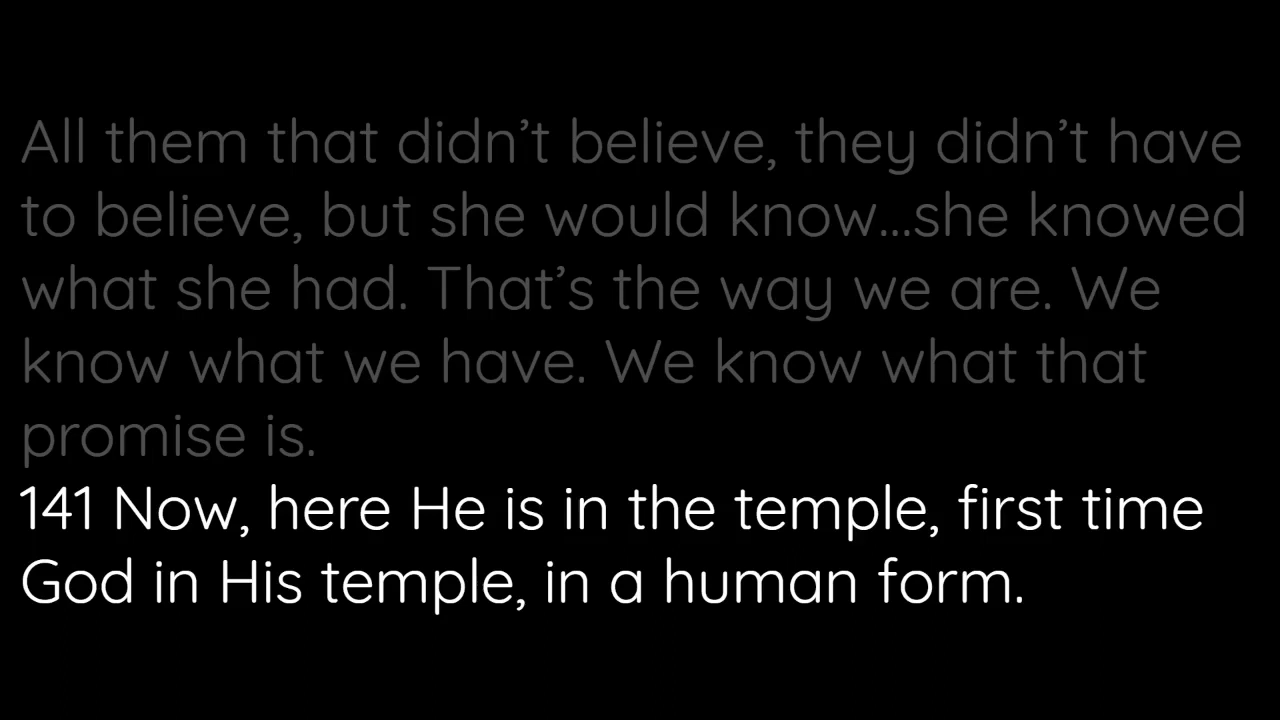 All them that didn’t believe, they didn’t have
to believe, but she would know...she knowed
what she had. That’s the way we are. We
know what we have. We know what that
promise is.
141 Now, here He is in the temple, first time
God in His temple, in a human form.